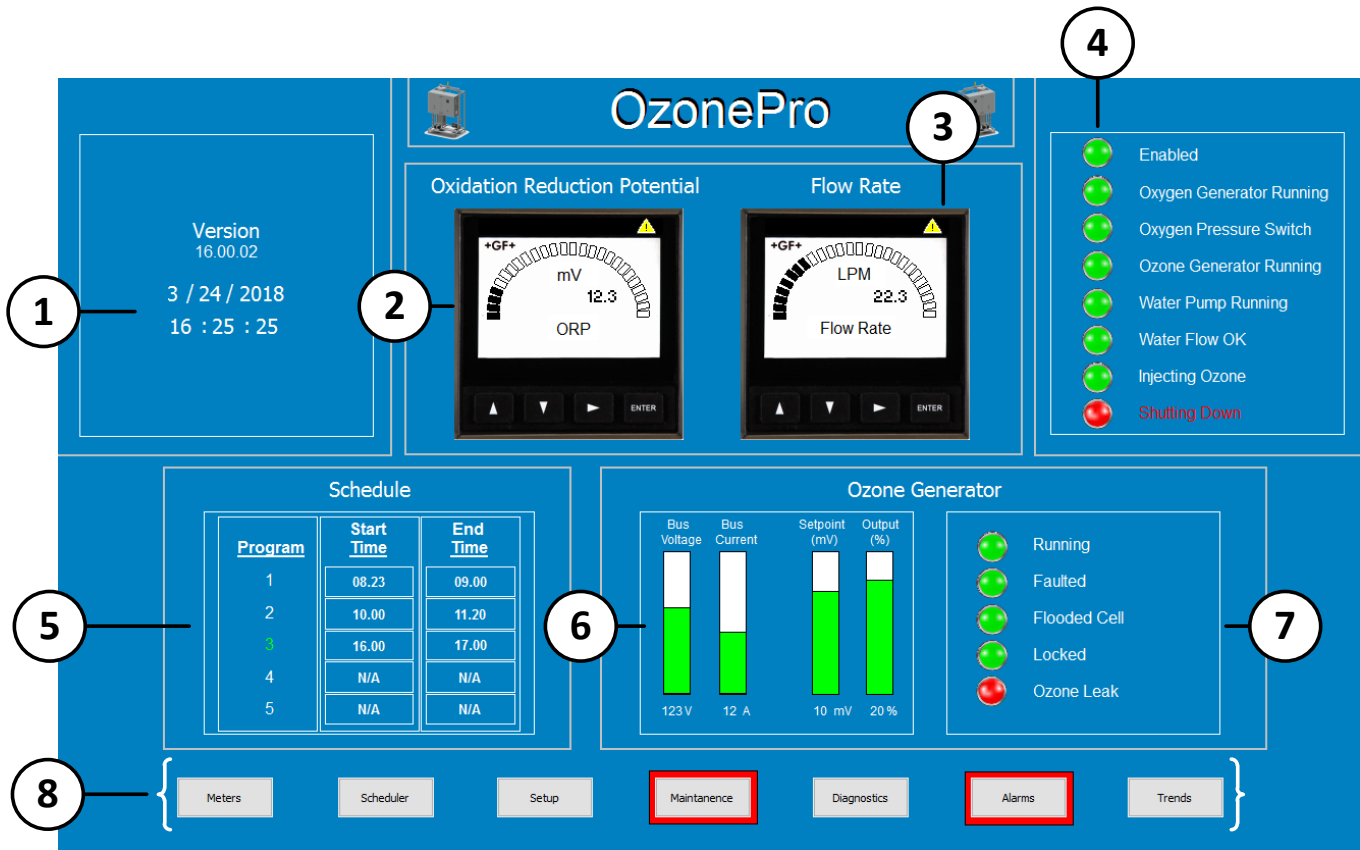 4
OzonePro
3
Enabled
Oxygen Generator Running
Oxygen Pressure Switch
Ozone Generator Running
Water Pump Running
Water Flow OK
Injecting Ozone
Shutting Down
Oxidation Reduction Potential
Flow Rate
Version
16.00.02
3 / 24 / 2018
16 : 25 : 25
1
2
+GF+
mV
12.3
ORP
ENTER
+GF+
LPM
22.3
Flow Rate
ENTER
Schedule
Program Start Time End Time
1 08.23 09.00
2 10.00 11.20
3 16.00 17.00
4 N/A N/A
5 N/A N/A
5
Ozone Generator
Bus Voltage
Bus Current
Setpoint (mV)
Output (%)
123 V
12 A
10 mV
20 %
6
Running
Faulted
Flooded Cell
Locked
Ozone Leak
7
8
Meters
Scheduler
Setup
Maintanence
Diagnostics
Alarms
Trends